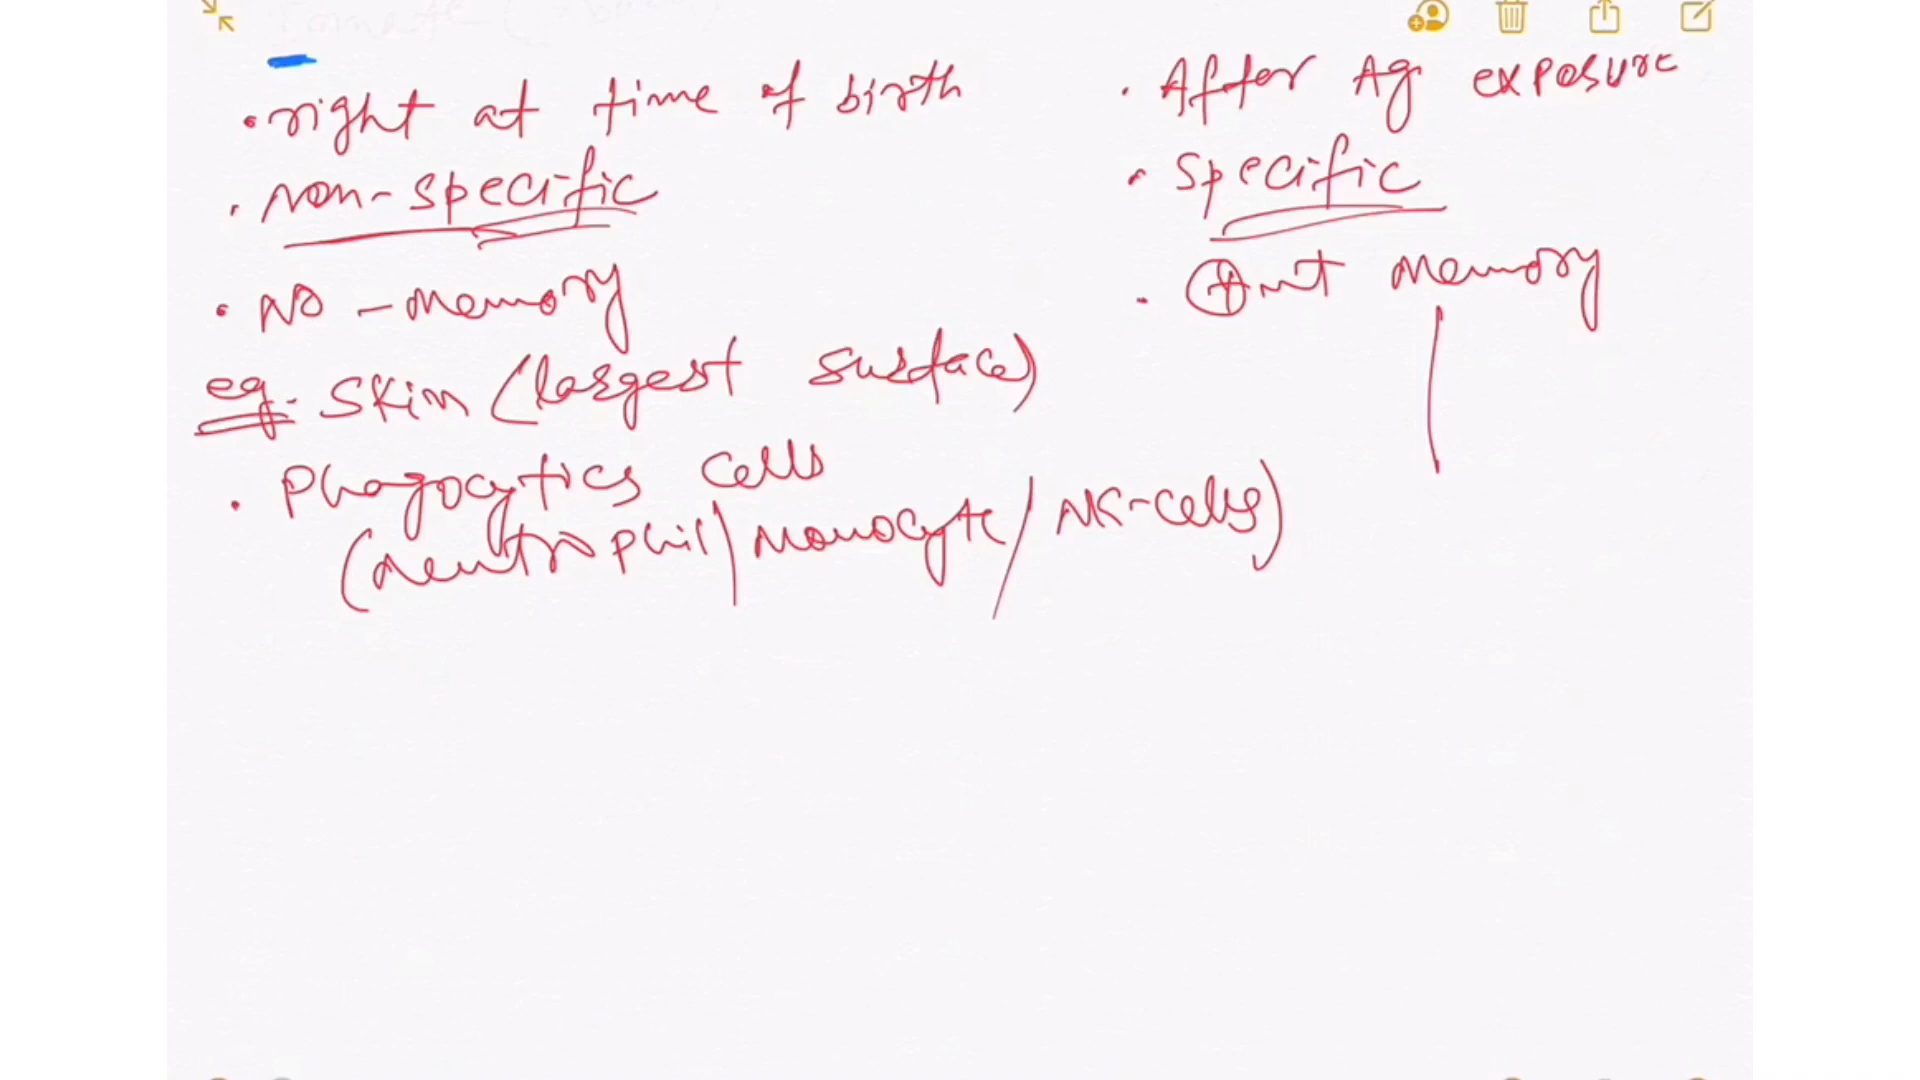 • right at time of birth
• non-specific
• No - memory
eg. Skin (largest surface)
• Phagocytics cells
(neutrophil/monocyte/NK-cells)
• After Ag exposure
• Specific
• memory